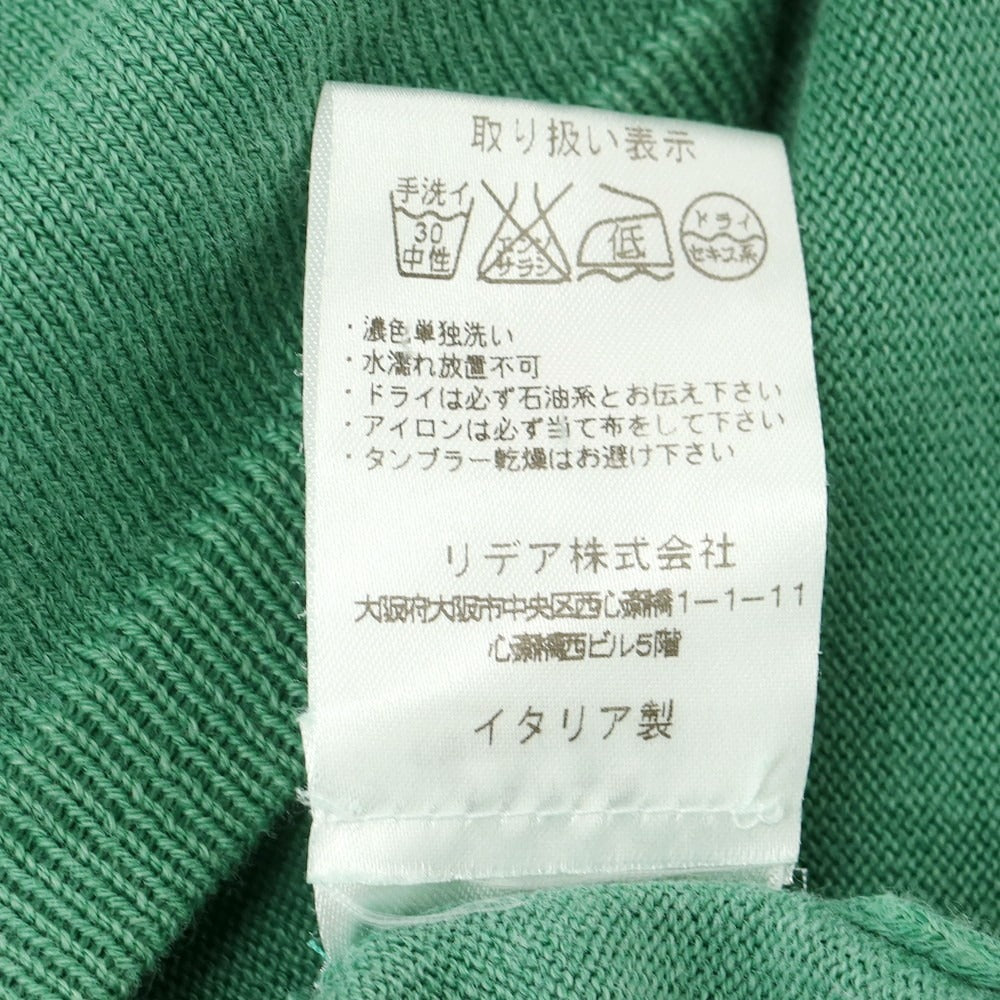 取り扱い表示
手洗イ
30
中性
エンソ
サラシ
低
ドライ
セキユ系
・濃色単独洗い
・水濡れ放置不可
・ドライは必ず石油系とお伝え下さい
・アイロンは必ず当て布をして下さい
・タンブラー乾燥はお避け下さい
リデア株式会社
大阪府大阪市中央区西心斎橋1-1-11
心斎橋西ビル5階
イタリア製